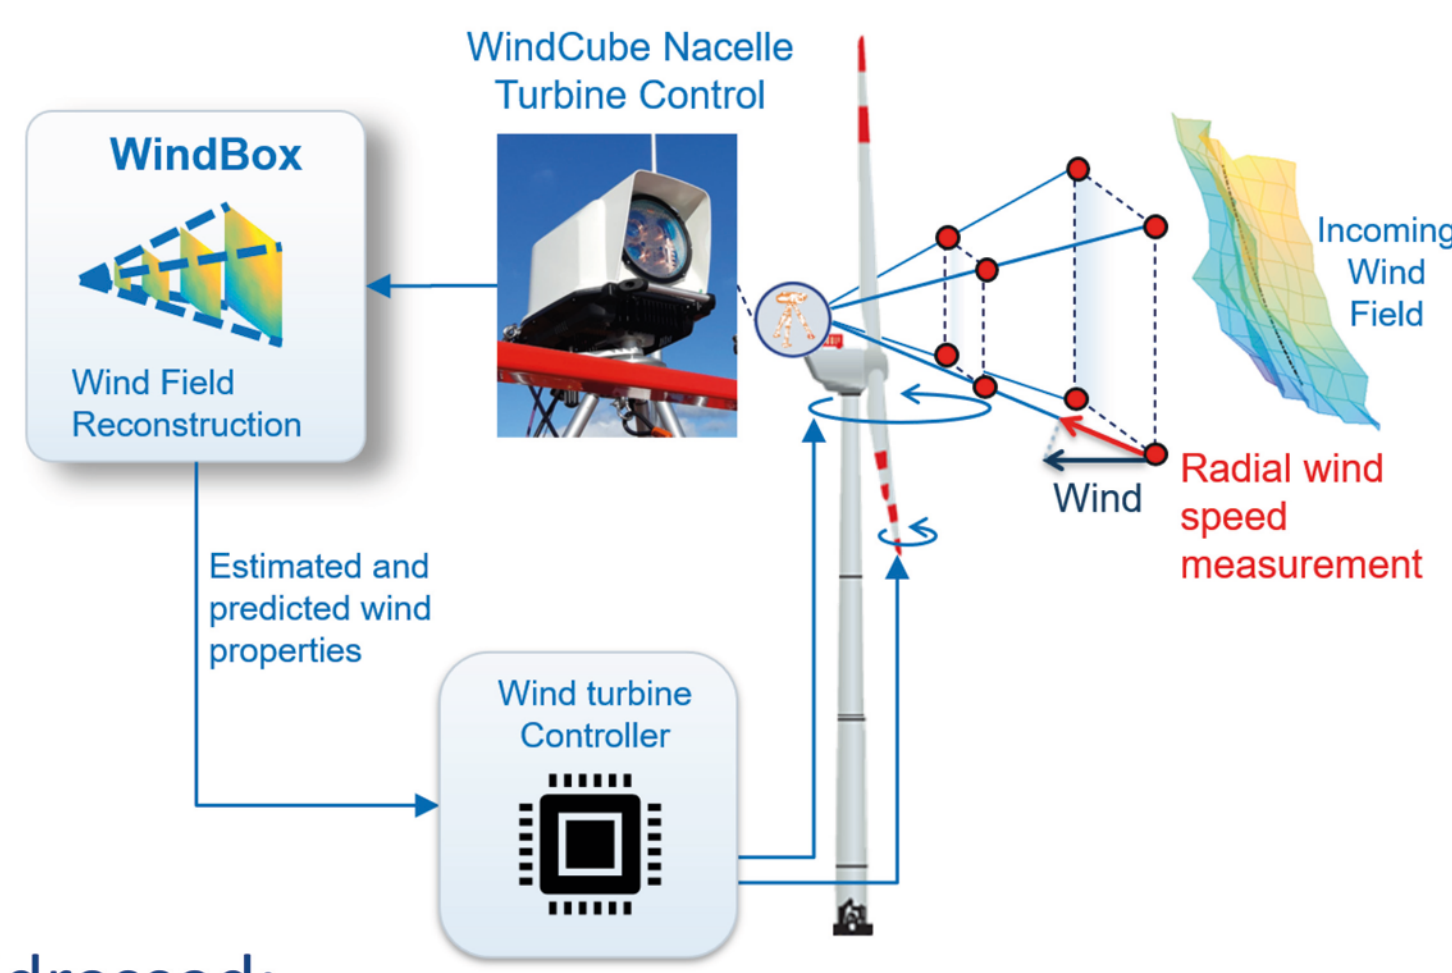 WindCube Nacelle
Turbine Control
WindBox
Wind Field
Reconstruction
Incoming
Wind
Field
Radial wind
speed
measurement
Wind
Estimated and
predicted wind
properties
Wind turbine
Controller
dressed: